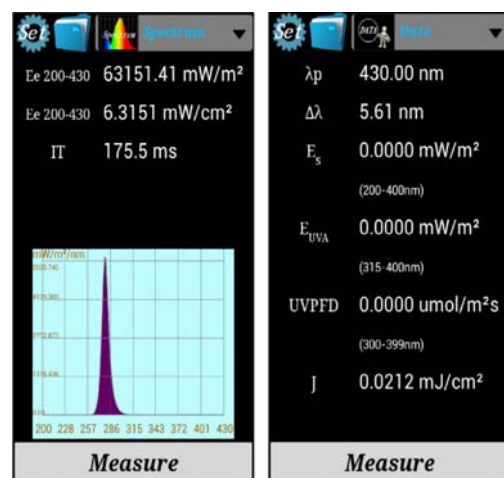 Set Spectrum Spectrum
Ee 200-430 63151.41 mW/m²
Ee 200-430 6.3151 mW/cm²
IT 175.5 ms
mW/m²/nm
200 228 257 286 315 343 372 401 430
Measure
Set DATA Data
λp 430.00 nm
Δλ 5.61 nm
Es 0.0000 mW/m²
(200-400nm)
EUVA 0.0000 mW/m²
(315-400nm)
UVPFD 0.0000 umol/m²s
(300-399nm)
J 0.0212 mJ/cm²
Measure